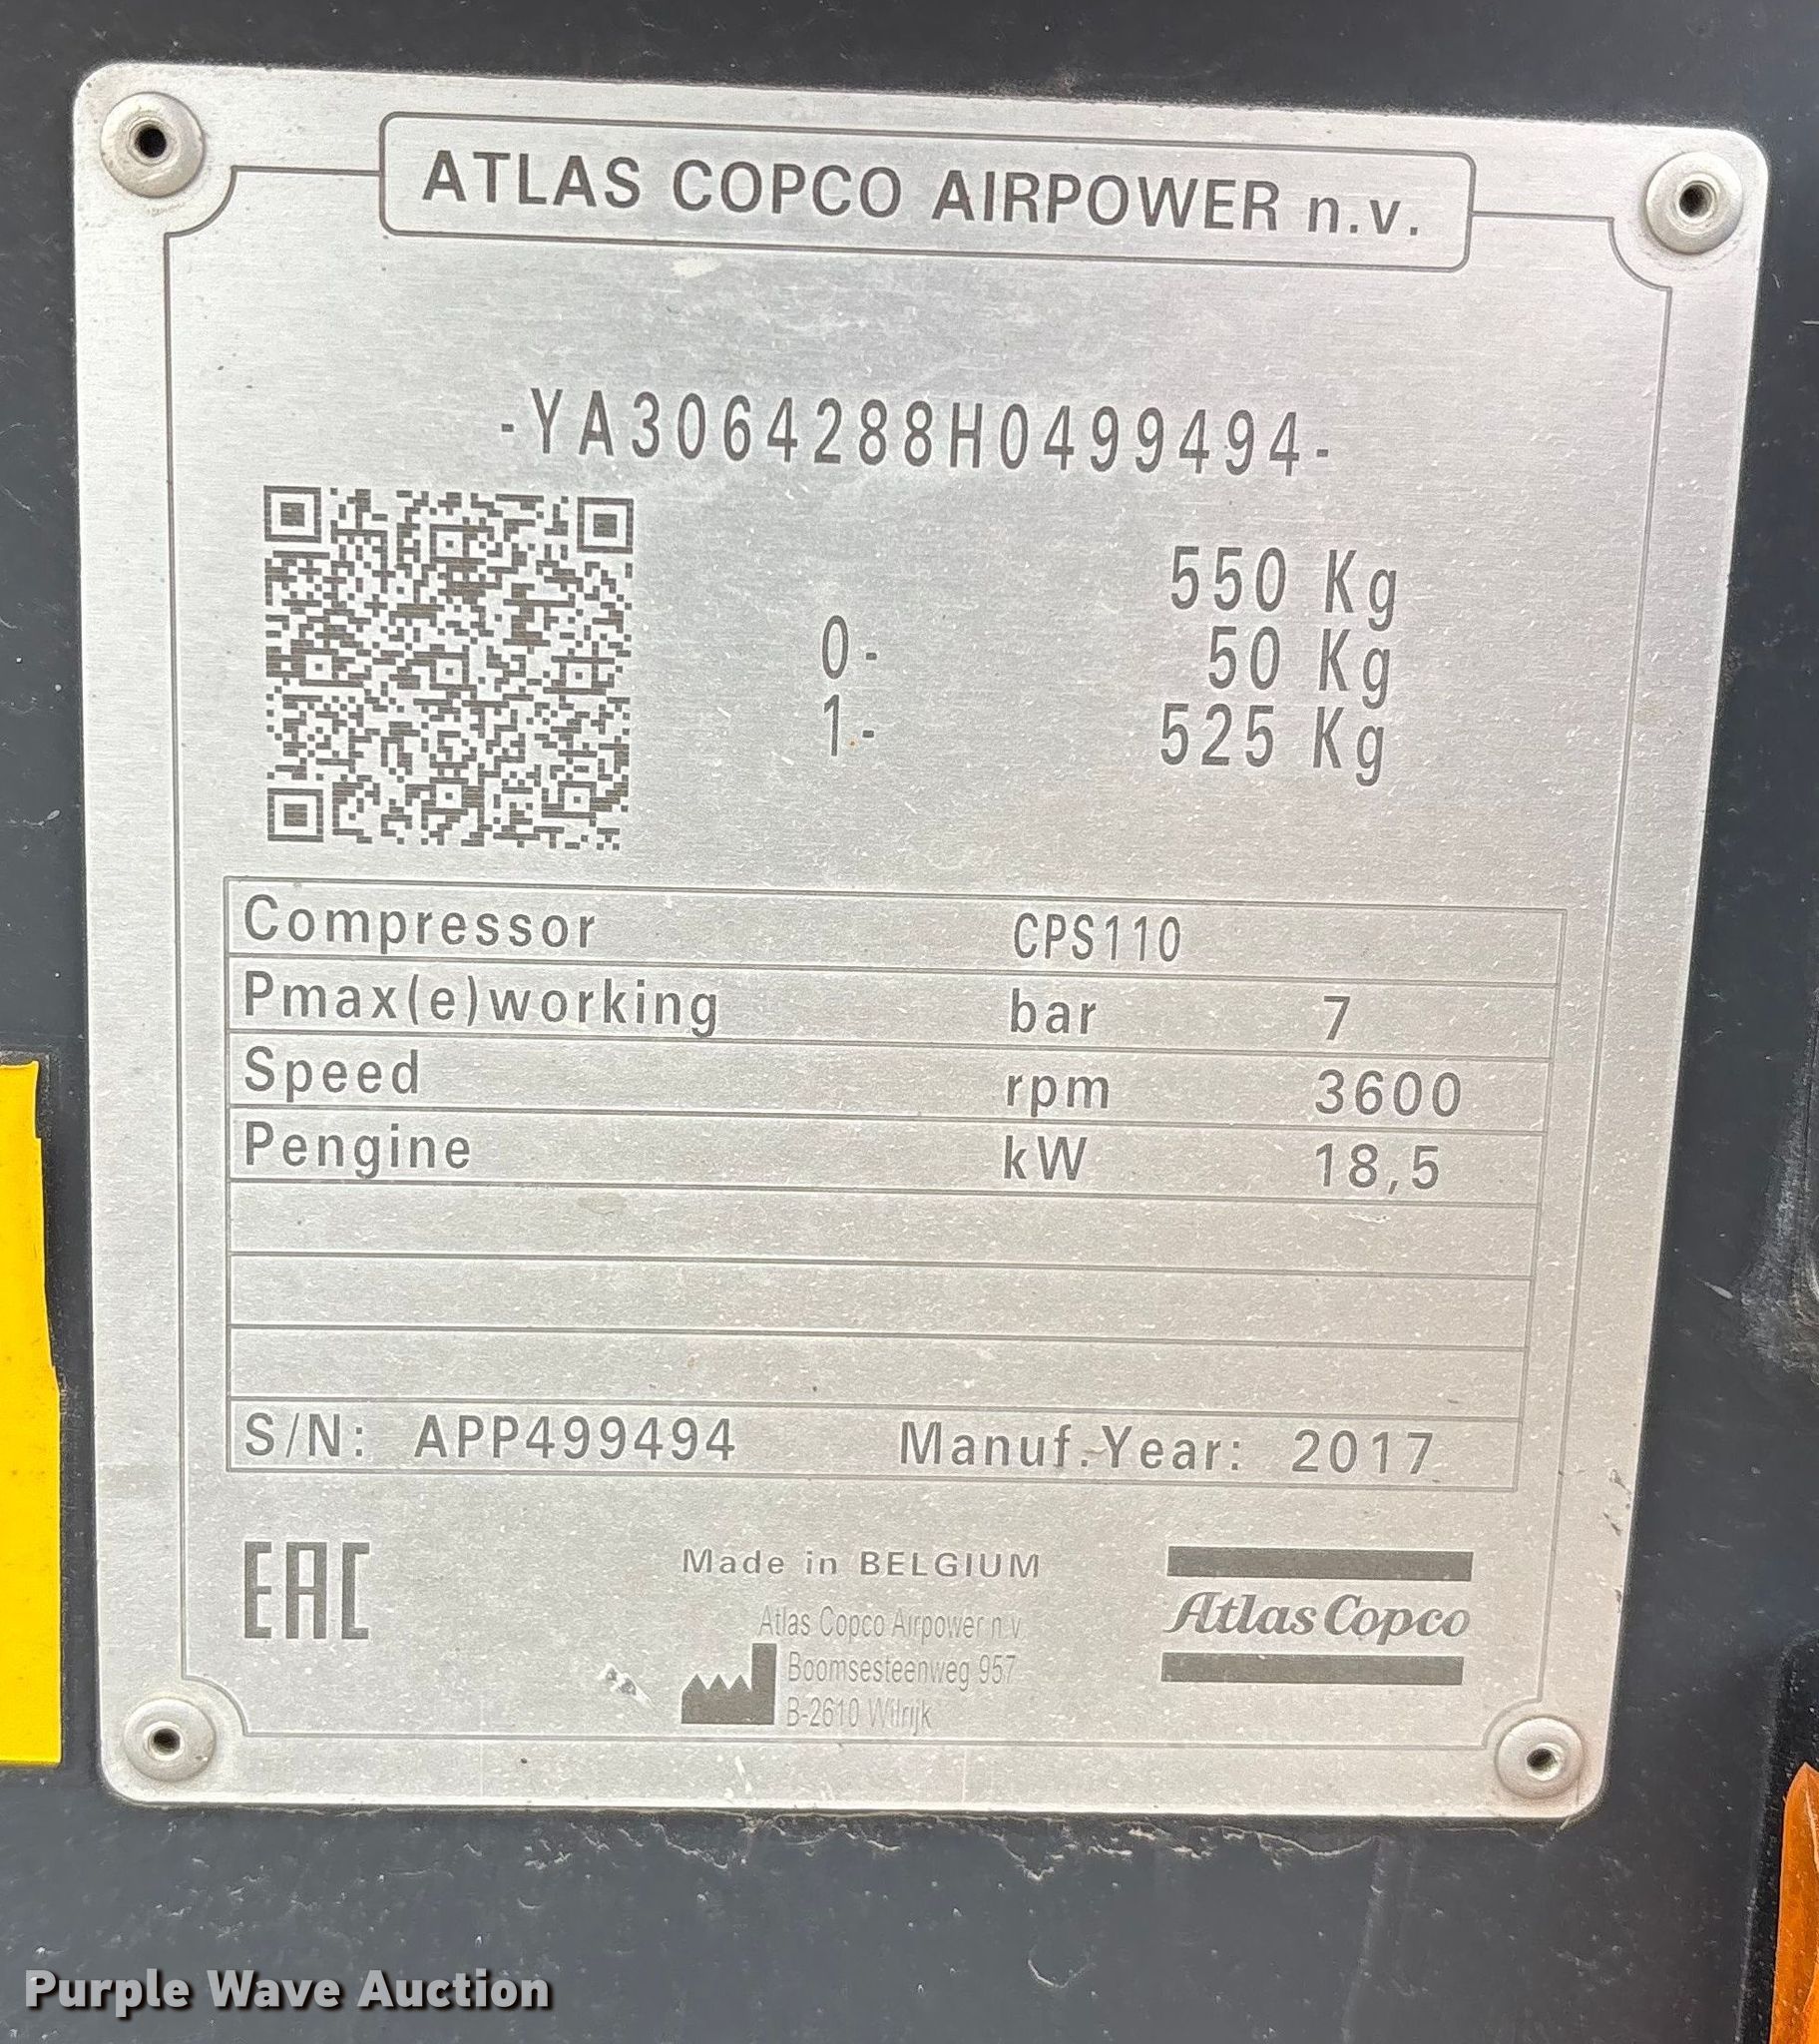 ATLAS COPCO AIRPOWER n.v.
-YA3064288H0499494-
550 Kg
0- 50 Kg
1- 525 Kg
Compressor CPS110
Pmax(e)working bar 7
Speed rpm 3600
Pengine kW 18,5
S/N: APP499494 Manuf.Year: 2017
EAC
Made in BELGIUM
Atlas Copco Airpower n.v.
Boomsesteenweg 957
B-2610 Wilrijk
Atlas Copco
Purple Wave Auction